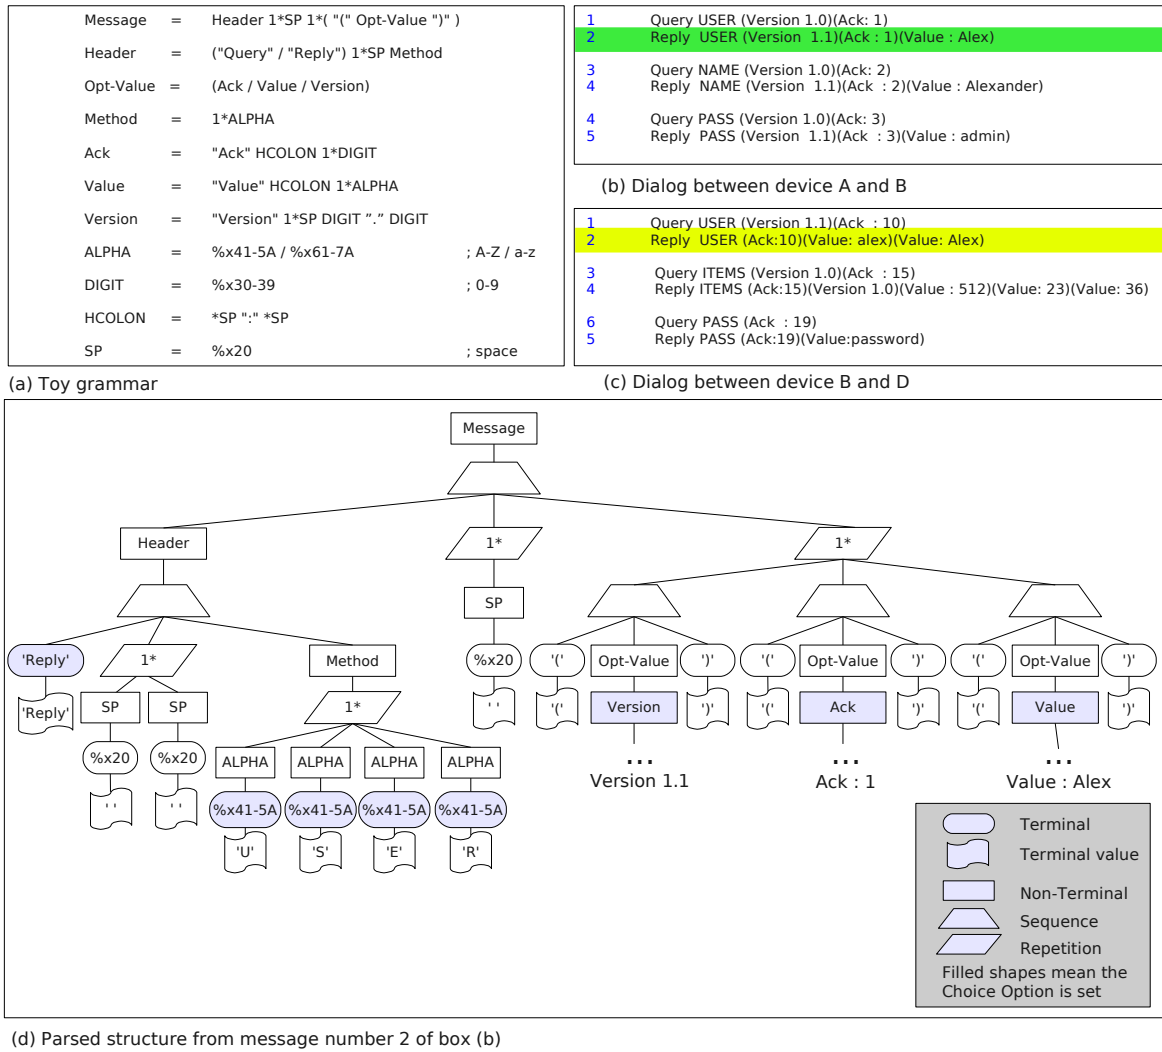 Message = Header 1*SP 1*( "(" Opt-Value ")" )
Header = ("Query" / "Reply") 1*SP Method
Opt-Value = (Ack / Value / Version)
Method = 1*ALPHA
Ack = "Ack" HCOLON 1*DIGIT
Value = "Value" HCOLON 1*ALPHA
Version = "Version" 1*SP DIGIT ”.” DIGIT
ALPHA = %x41-5A / %x61-7A ; A-Z / a-z
DIGIT = %x30-39 ; 0-9
HCOLON = *SP ":" *SP
SP = %x20 ; space
(a) Toy grammar
1 Query USER (Version 1.0)(Ack: 1)
2 Reply USER (Version 1.1)(Ack : 1)(Value : Alex)
3 Query NAME (Version 1.0)(Ack: 2)
4 Reply NAME (Version 1.1)(Ack : 2)(Value : Alexander)
4 Query PASS (Version 1.0)(Ack: 3)
5 Reply PASS (Version 1.1)(Ack : 3)(Value : admin)
(b) Dialog between device A and B
1 Query USER (Version 1.1)(Ack : 10)
2 Reply USER (Ack:10)(Value: alex)(Value: Alex)
3 Query ITEMS (Version 1.0)(Ack : 15)
4 Reply ITEMS (Ack:15)(Version 1.0)(Value : 512)(Value: 23)(Value: 36)
6 Query PASS (Ack : 19)
5 Reply PASS (Ack:19)(Value:password)
(c) Dialog between device B and D
Message
Header 1* 1*
SP
'Reply' 1* Method %x20 '(' Opt-Value ')' '(' Opt-Value ')' '(' Opt-Value ')'
'Reply' SP SP 1* ' ' '(' Version ')' '(' Ack ')' '(' Value ')'
%x20 %x20 ALPHA ALPHA ALPHA ALPHA ... ... ...
Version 1.1 Ack : 1 Value : Alex
' ' ' ' %x41-5A %x41-5A %x41-5A %x41-5A
'U' 'S' 'E' 'R'
Terminal
Terminal value
Non-Terminal
Sequence
Repetition
Filled shapes mean the
Choice Option is set
(d) Parsed structure from message number 2 of box (b)